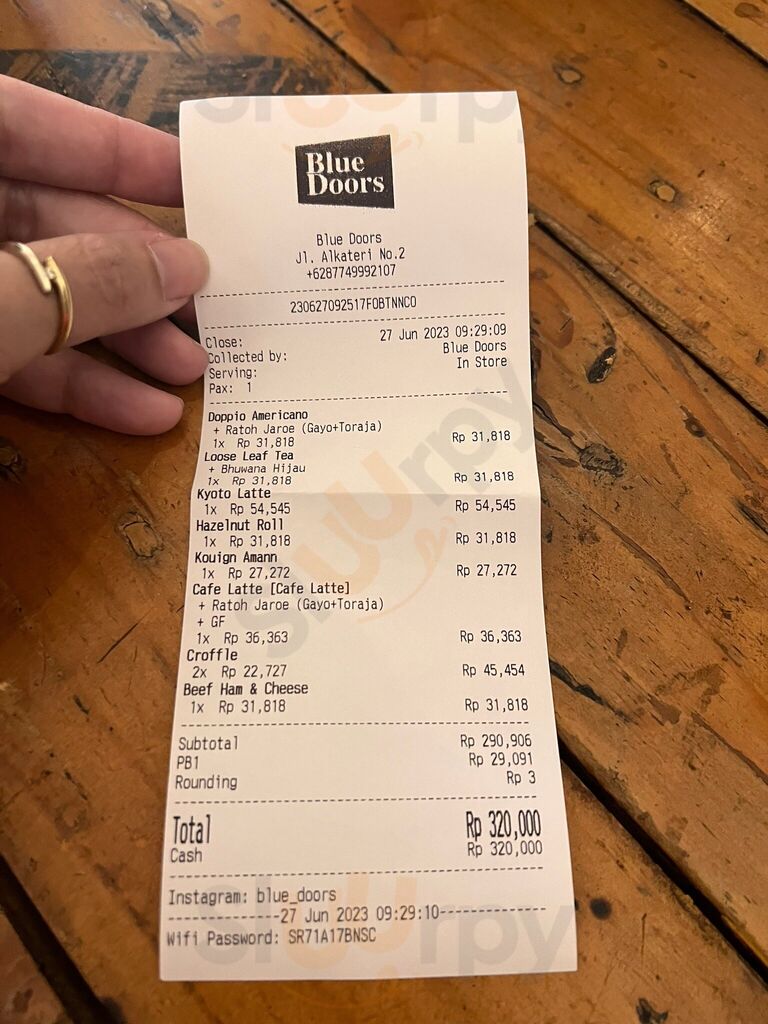 Blue
Doors
Blue Doors
Jl. Alkateri No.2
+6287749992107
230627092517FOBTNNCO
Close: 27 Jun 2023 09:29:09
Collected by: Blue Doors
Serving: In Store
Pax: 1
Doppio Americano
+ Ratoh Jaroe (Gayo+Toraja)
1x Rp 31,818 Rp 31,818
Loose Leaf Tea
+ Bhuwana Hijau
1x Rp 31,818 Rp 31,818
Kyoto Latte
1x Rp 54,545 Rp 54,545
Hazelnut Roll
1x Rp 31,818 Rp 31,818
Kouign Amann
1x Rp 27,272 Rp 27,272
Cafe Latte [Cafe Latte]
+ Ratoh Jaroe (Gayo+Toraja)
+ GF
1x Rp 36,363 Rp 36,363
Croffle
2x Rp 22,727 Rp 45,454
Beef Ham & Cheese
1x Rp 31,818 Rp 31,818
Subtotal Rp 290,906
PB1 Rp 29,091
Rounding Rp 3
Total Rp 320,000
Cash Rp 320,000
Instagram: blue_doors
27 Jun 2023 09:29:10
Wifi Password: SR71A17BNSC
sluurpy